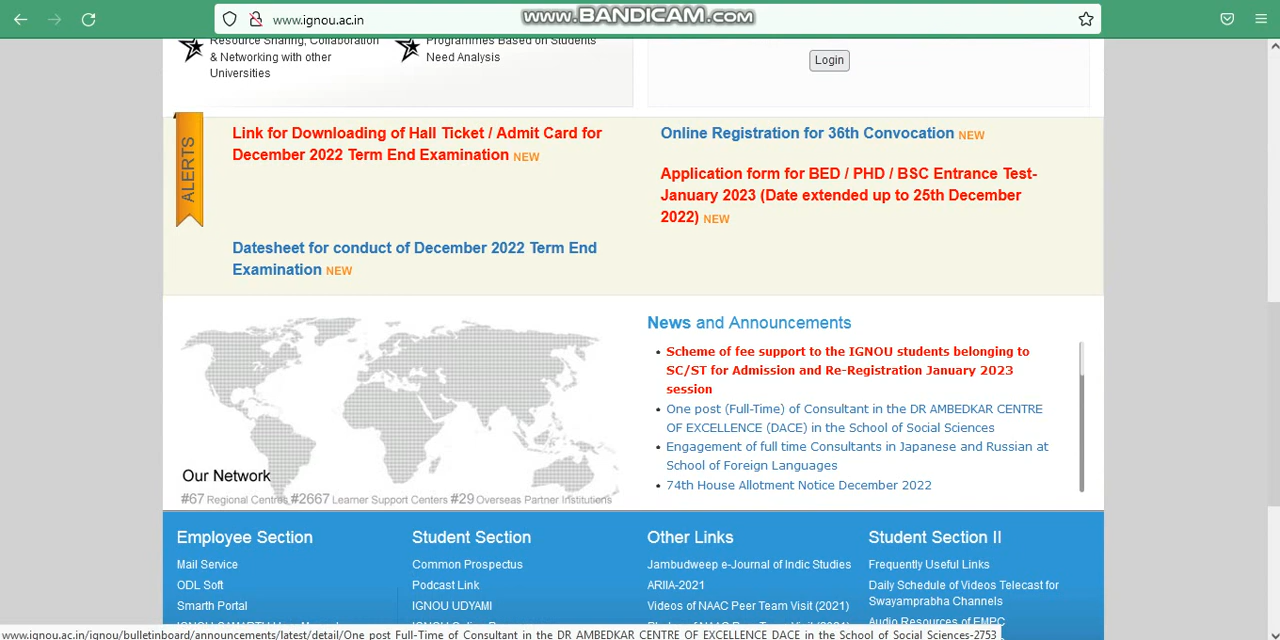 www.ignou.ac.in
www.BANDICAM.com
Resource Sharing, Collaboration
& Networking with other
Universities
Programmes Based on Students
Need Analysis
Login
ALERTS
Link for Downloading of Hall Ticket / Admit Card for
December 2022 Term End Examination NEW
Datesheet for conduct of December 2022 Term End
Examination NEW
Online Registration for 36th Convocation NEW
Application form for BED / PHD / BSC Entrance Test-
January 2023 (Date extended up to 25th December
2022) NEW
Our Network
#67 Regional Centres #2667 Learner Support Centers #29 Overseas Partner Institutions
News and Announcements
• Scheme of fee support to the IGNOU students belonging to
SC/ST for Admission and Re-Registration January 2023
session
• One post (Full-Time) of Consultant in the DR AMBEDKAR CENTRE
OF EXCELLENCE (DACE) in the School of Social Sciences
• Engagement of full time Consultants in Japanese and Russian at
School of Foreign Languages
• 74th House Allotment Notice December 2022
Employee Section
Mail Service
ODL Soft
Smarth Portal
Student Section
Common Prospectus
Podcast Link
IGNOU UDYAMI
Other Links
Jambudweep e-Journal of Indic Studies
ARIIA-2021
Videos of NAAC Peer Team Visit (2021)
Student Section II
Frequently Useful Links
Daily Schedule of Videos Telecast for
Swayamprabha Channels
Audio Resources of EMPC
www.ignou.ac.in/ignou/bulletinboard/announcements/latest/detail/One post Full-Time of Consultant in the DR AMBEDKAR CENTRE OF EXCELLENCE DACE in the School of Social Sciences-2753